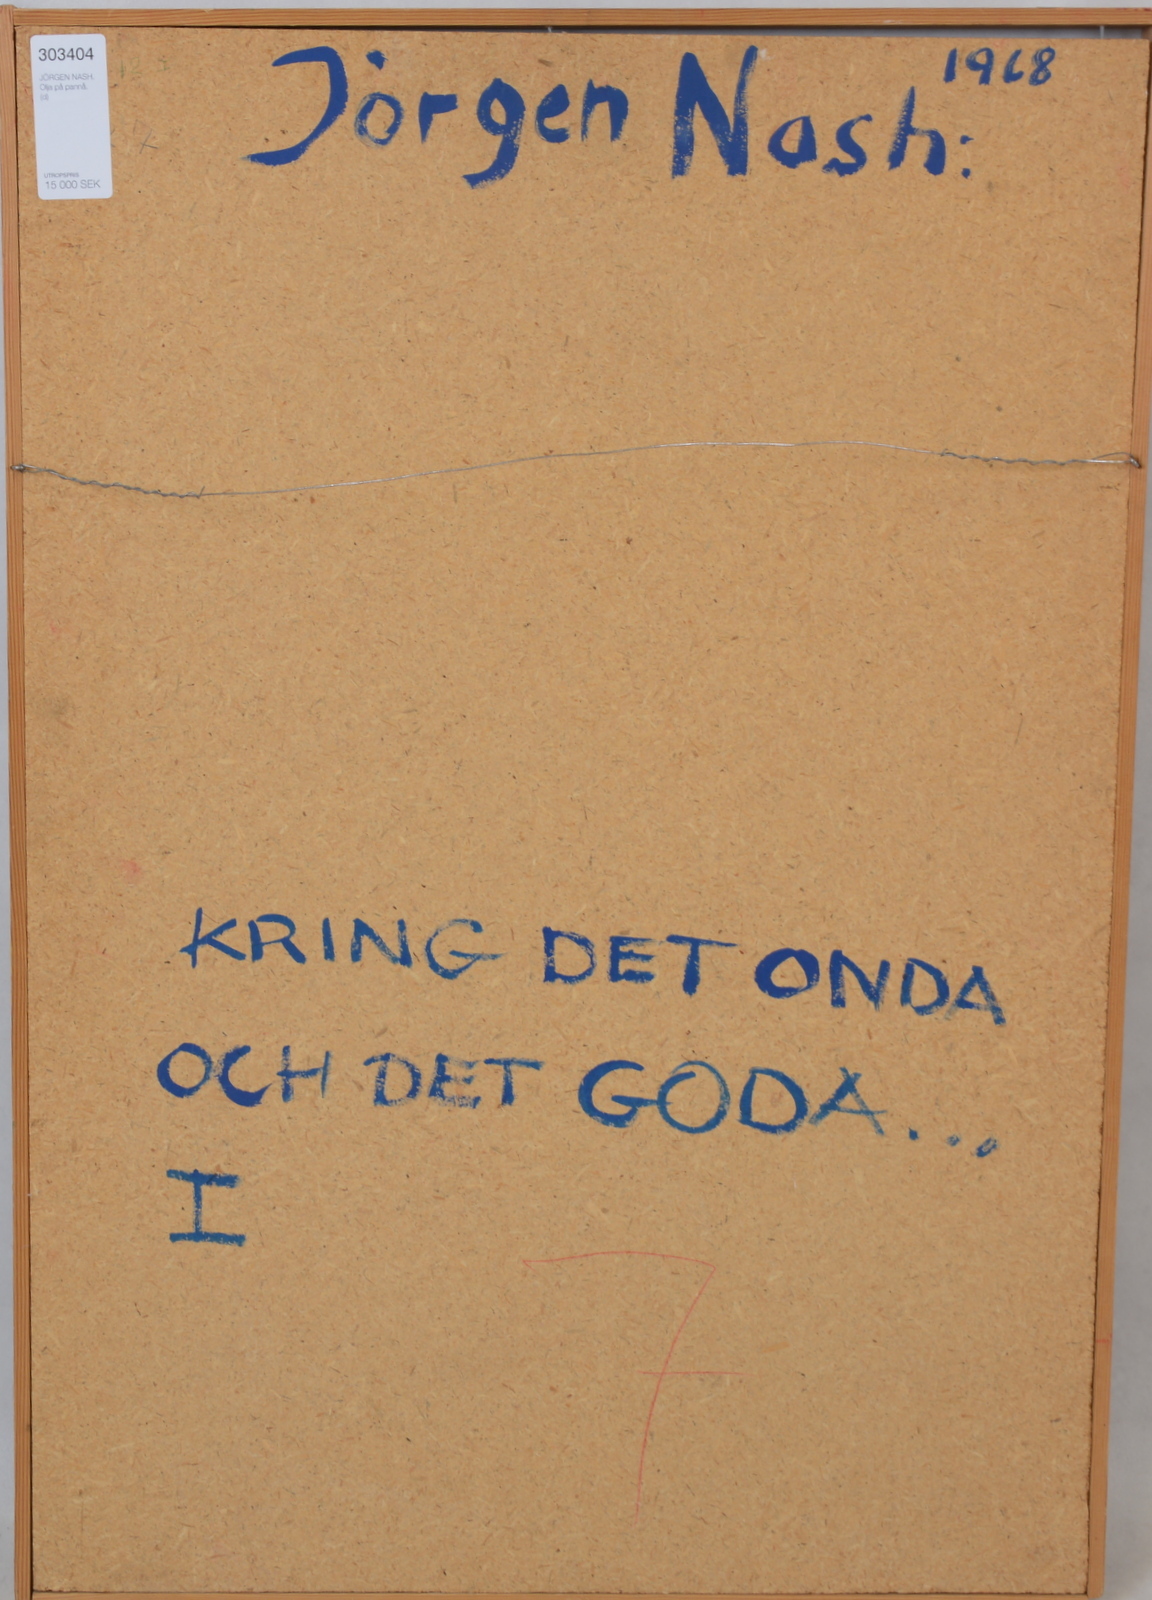 303404
JÖRGEN NASH.
Olja på pannå,
UTROPSPRIS
15 000 SEK
1968
Jörgen Nash:
KRING DET ONDA
OCH DET GODA...
I
7